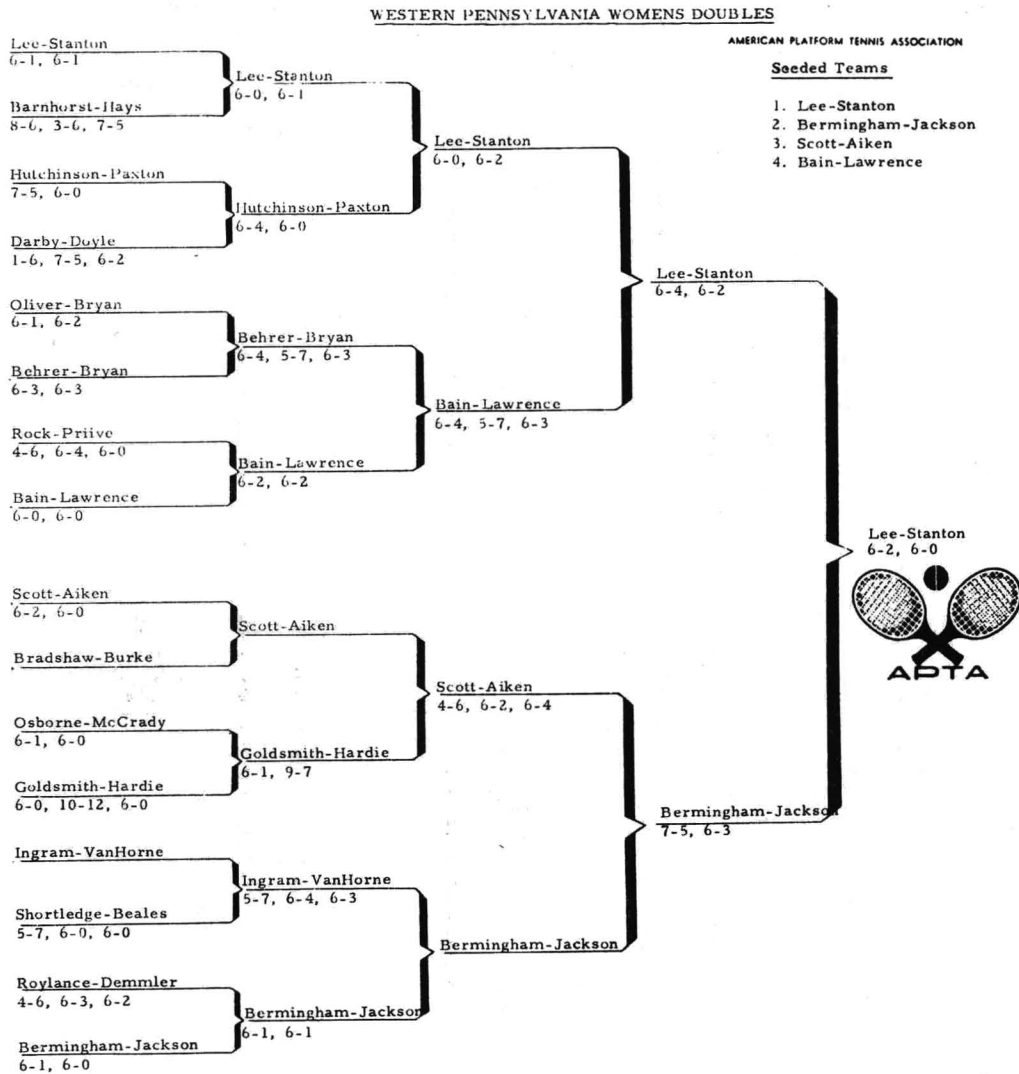 WESTERN PENNSYLVANIA WOMENS DOUBLES
AMERICAN PLATFORM TENNIS ASSOCIATION
Seeded Teams
1. Lee-Stanton
2. Bermingham-Jackson
3. Scott-Aiken
4. Bain-Lawrence
Lee-Stanton
6-1, 6-1
Barnhorst-Hays
8-6, 3-6, 7-5
Hutchinson-Paxton
7-5, 6-0
Darby-Doyle
1-6, 7-5, 6-2
Oliver-Bryan
6-1, 6-2
Behrer-Bryan
6-3, 6-3
Rock-Priive
4-6, 6-4, 6-0
Bain-Lawrence
6-0, 6-0
Scott-Aiken
6-2, 6-0
Bradshaw-Burke
Osborne-McCrady
6-1, 6-0
Goldsmith-Hardie
6-0, 10-12, 6-0
Ingram-VanHorne
Shortledge-Beales
5-7, 6-0, 6-0
Roylance-Demmler
4-6, 6-3, 6-2
Bermingham-Jackson
6-1, 6-0
Lee-Stanton
6-0, 6-1
Hutchinson-Paxton
6-4, 6-0
Behrer-Bryan
6-4, 5-7, 6-3
Bain-Lawrence
6-2, 6-2
Scott-Aiken
Goldsmith-Hardie
6-1, 9-7
Ingram-VanHorne
5-7, 6-4, 6-3
Bermingham-Jackson
6-1, 6-1
Lee-Stanton
6-0, 6-2
Bain-Lawrence
6-4, 5-7, 6-3
Scott-Aiken
4-6, 6-2, 6-4
Bermingham-Jackson
Lee-Stanton
6-4, 6-2
Bermingham-Jackson
7-5, 6-3
Lee-Stanton
6-2, 6-0
APTA